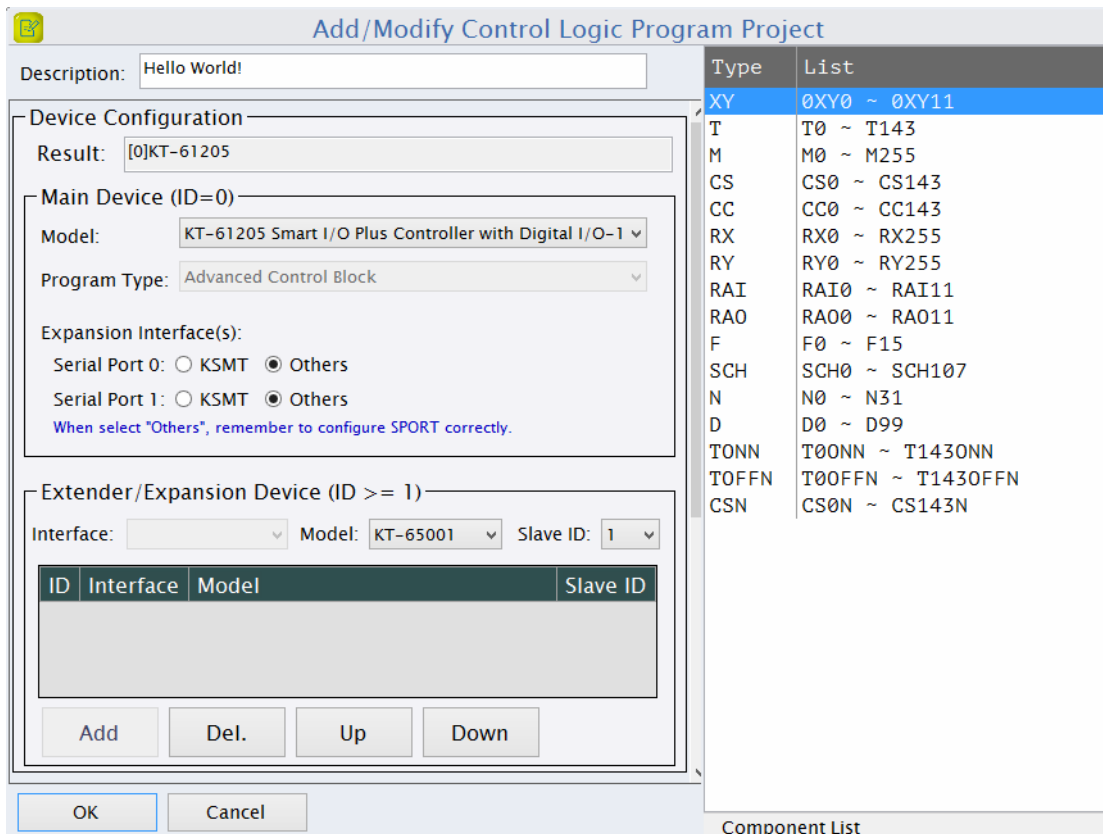 Add/Modify Control Logic Program Project
Description: Hello World!
Device Configuration
Result: [0]KT-61205
Main Device (ID=0)
Model: KT-61205 Smart I/O Plus Controller with Digital I/O-1
Program Type: Advanced Control Block
Expansion Interface(s):
Serial Port 0: KSMT Others
Serial Port 1: KSMT Others
When select "Others", remember to configure SPORT correctly.
Extender/Expansion Device (ID >= 1)
Interface: Model: KT-65001 Slave ID: 1
ID Interface Model Slave ID
Add Del. Up Down
OK Cancel
Type List
XY 0XY0 ~ 0XY11
T T0 ~ T143
M M0 ~ M255
CS CS0 ~ CS143
CC CC0 ~ CC143
RX RX0 ~ RX255
RY RY0 ~ RY255
RAI RAI0 ~ RAI11
RAO RAO0 ~ RAO11
F F0 ~ F15
SCH SCH0 ~ SCH107
N N0 ~ N31
D D0 ~ D99
TONN T0ONN ~ T143ONN
TOFFN T0OFFN ~ T143OFFN
CSN CS0N ~ CS143N
Component List